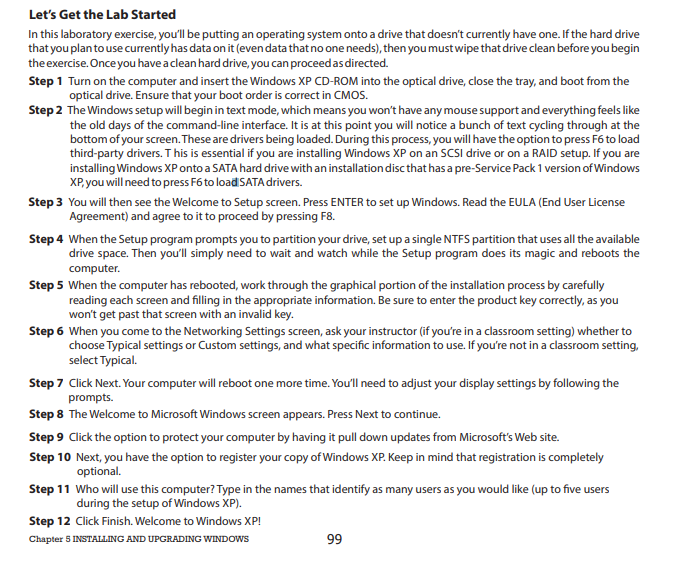 Let's Get the Lab Started
In this laboratory exercise, you'll be putting an operating system onto a drive that doesn't currently have one. If the hard drive
that you plan to use currently has data on it (even data that no one needs), then you must wipe that drive clean before you begin
the exercise. Once you have a clean hard drive, you can proceed as directed.
Step 1 Turn on the computer and insert the Windows XP CD-ROM into the optical drive, close the tray, and boot from the
optical drive. Ensure that your boot order is correct in CMOS.
Step 2 The Windows setup will begin in text mode, which means you won't have any mouse support and everything feels like
the old days of the command-line interface. It is at this point you will notice a bunch of text cycling through at the
bottom of your screen. These are drivers being loaded. During this process, you will have the option to press F6 to load
third-party drivers. T his is essential if you are installing Windows XP on an SCSI drive or on a RAID setup. If you are
installing Windows XP onto a SATA hard drive with an installation disc that has a pre-Service Pack 1 version of Windows
XP, you will need to press F6 to load SATA drivers.
Step 3 You will then see the Welcome to Setup screen. Press ENTER to set up Windows. Read the EULA (End User License
Agreement) and agree to it to proceed by pressing F8.
Step 4 When the Setup program prompts you to partition your drive, set up a single NTFS partition that uses all the available
drive space. Then you'll simply need to wait and watch while the Setup program does its magic and reboots the
computer.
Step 5 When the computer has rebooted, work through the graphical portion of the installation process by carefully
reading each screen and filling in the appropriate information. Be sure to enter the product key correctly, as you
won't get past that screen with an invalid key.
Step 6 When you come to the Networking Settings screen, ask your instructor (if you're in a classroom setting) whether to
choose Typical settings or Custom settings, and what specific information to use. If you're not in a classroom setting,
select Typical.
Step 7 Click Next. Your computer will reboot one more time. You'll need to adjust your display settings by following the
prompts.
Step 8 The Welcome to Microsoft Windows screen appears. Press Next to continue.
Step 9 Click the option to protect your computer by having it pull down updates from Microsoft's Web site.
Step 10 Next, you have the option to register your copy of Windows XP. Keep in mind that registration is completely
optional.
Step 11 Who will use this computer? Type in the names that identify as many users as you would like (up to five users
during the setup of Windows XP).
Step 12 Click Finish. Welcome to Windows XP!
Chapter 5 INSTALLING AND UPGRADING WINDOWS 99